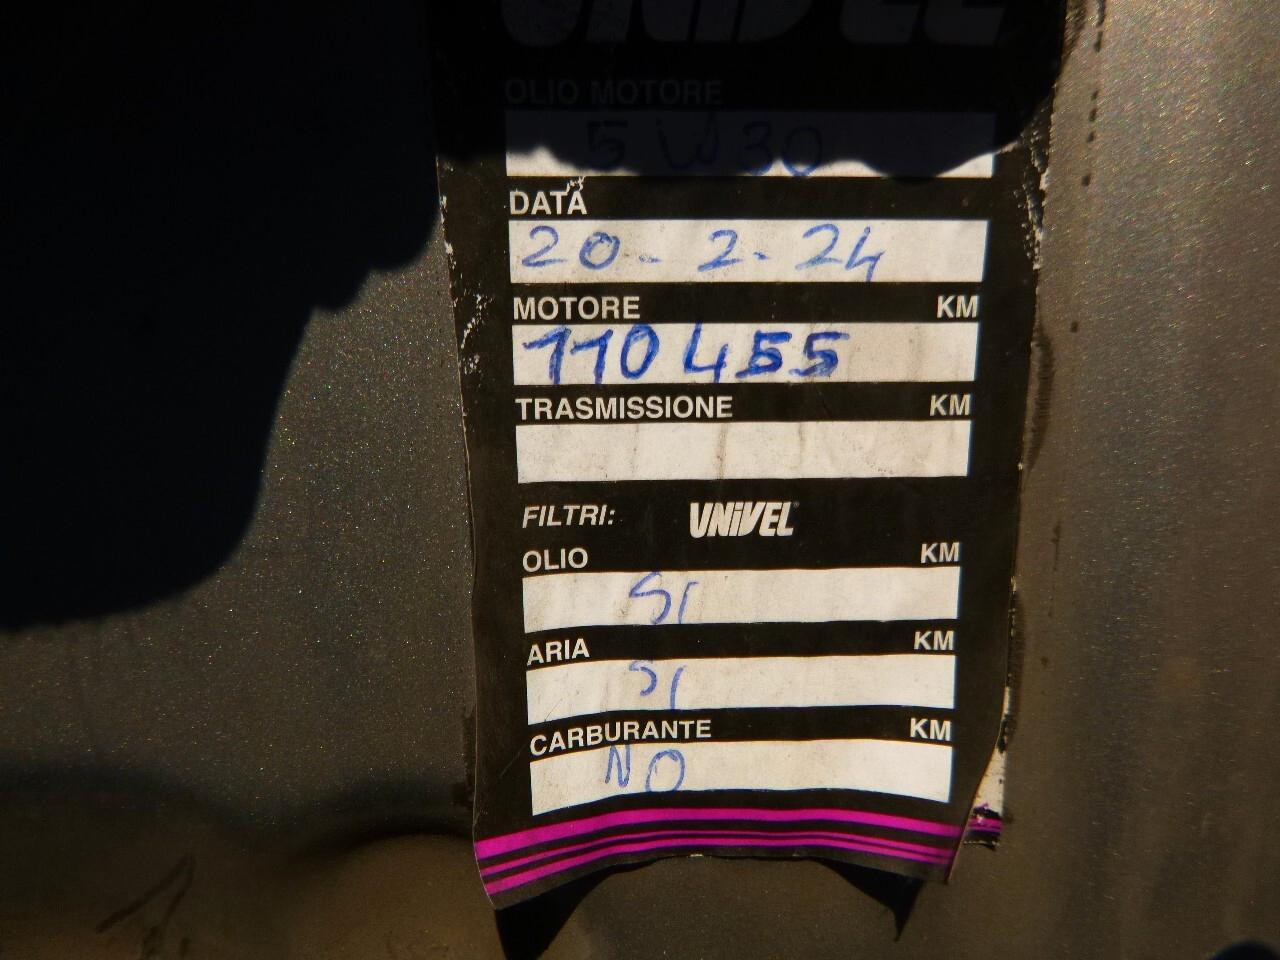 UNIVEL
OLIO MOTORE
5W30
DATA
20-2-24
MOTORE KM
110455
TRASMISSIONE KM
FILTRI: UNIVEL
OLIO KM
SI
ARIA KM
SI
CARBURANTE KM
NO